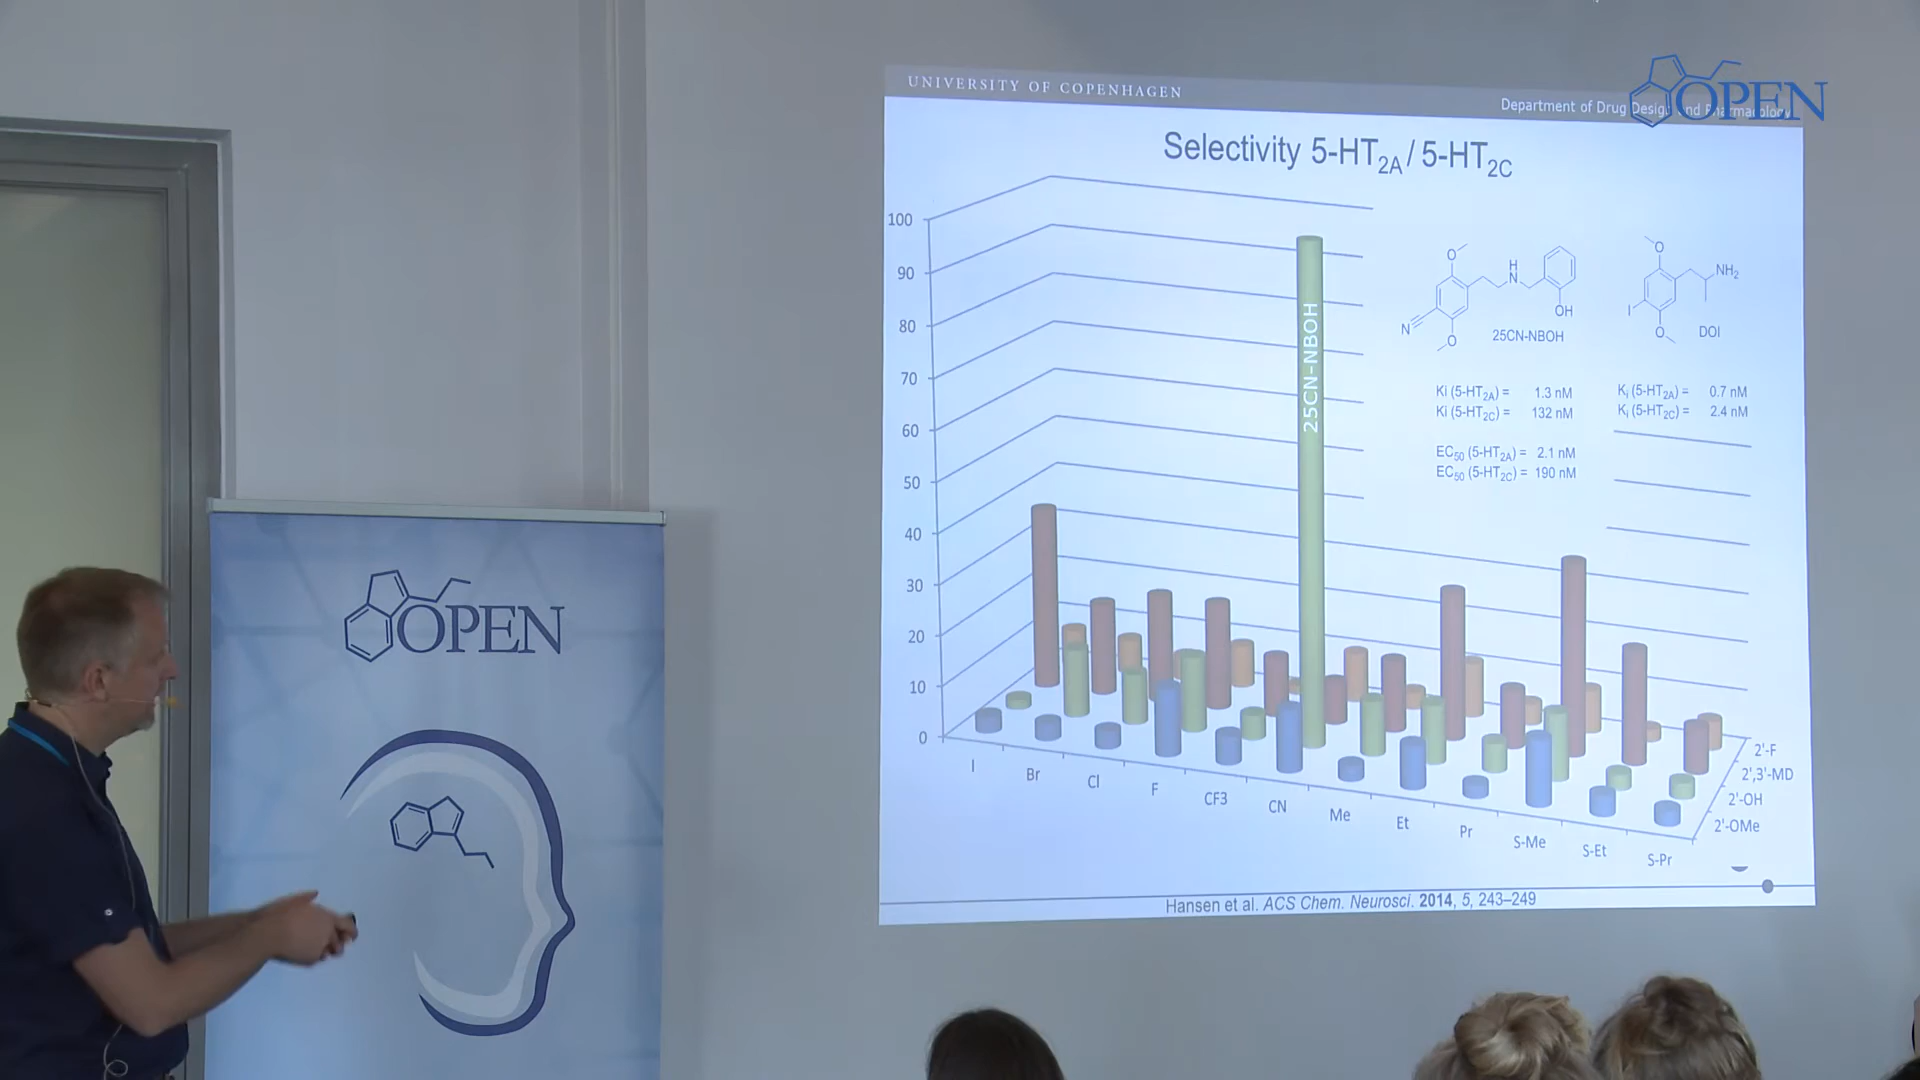 UNIVERSITY OF COPENHAGEN
Department of Drug Design and Pharmacology
OPEN
Selectivity 5-HT2A / 5-HT2C
100
90
80
70
60
50
40
30
20
10
0
25CN-NBOH
O
H
N
OH
N
O
25CN-NBOH
O
NH2
I
O
DOI
Ki (5-HT2A) = 1.3 nM
Ki (5-HT2C) = 132 nM
Ki (5-HT2A) = 0.7 nM
Ki (5-HT2C) = 2.4 nM
EC50 (5-HT2A) = 2.1 nM
EC50 (5-HT2C) = 190 nM
I
Br
Cl
F
CF3
CN
Me
Et
Pr
S-Me
S-Et
S-Pr
2'-F
2',3'-MD
2'-OH
2'-OMe
Hansen et al. ACS Chem. Neurosci. 2014, 5, 243–249
OPEN